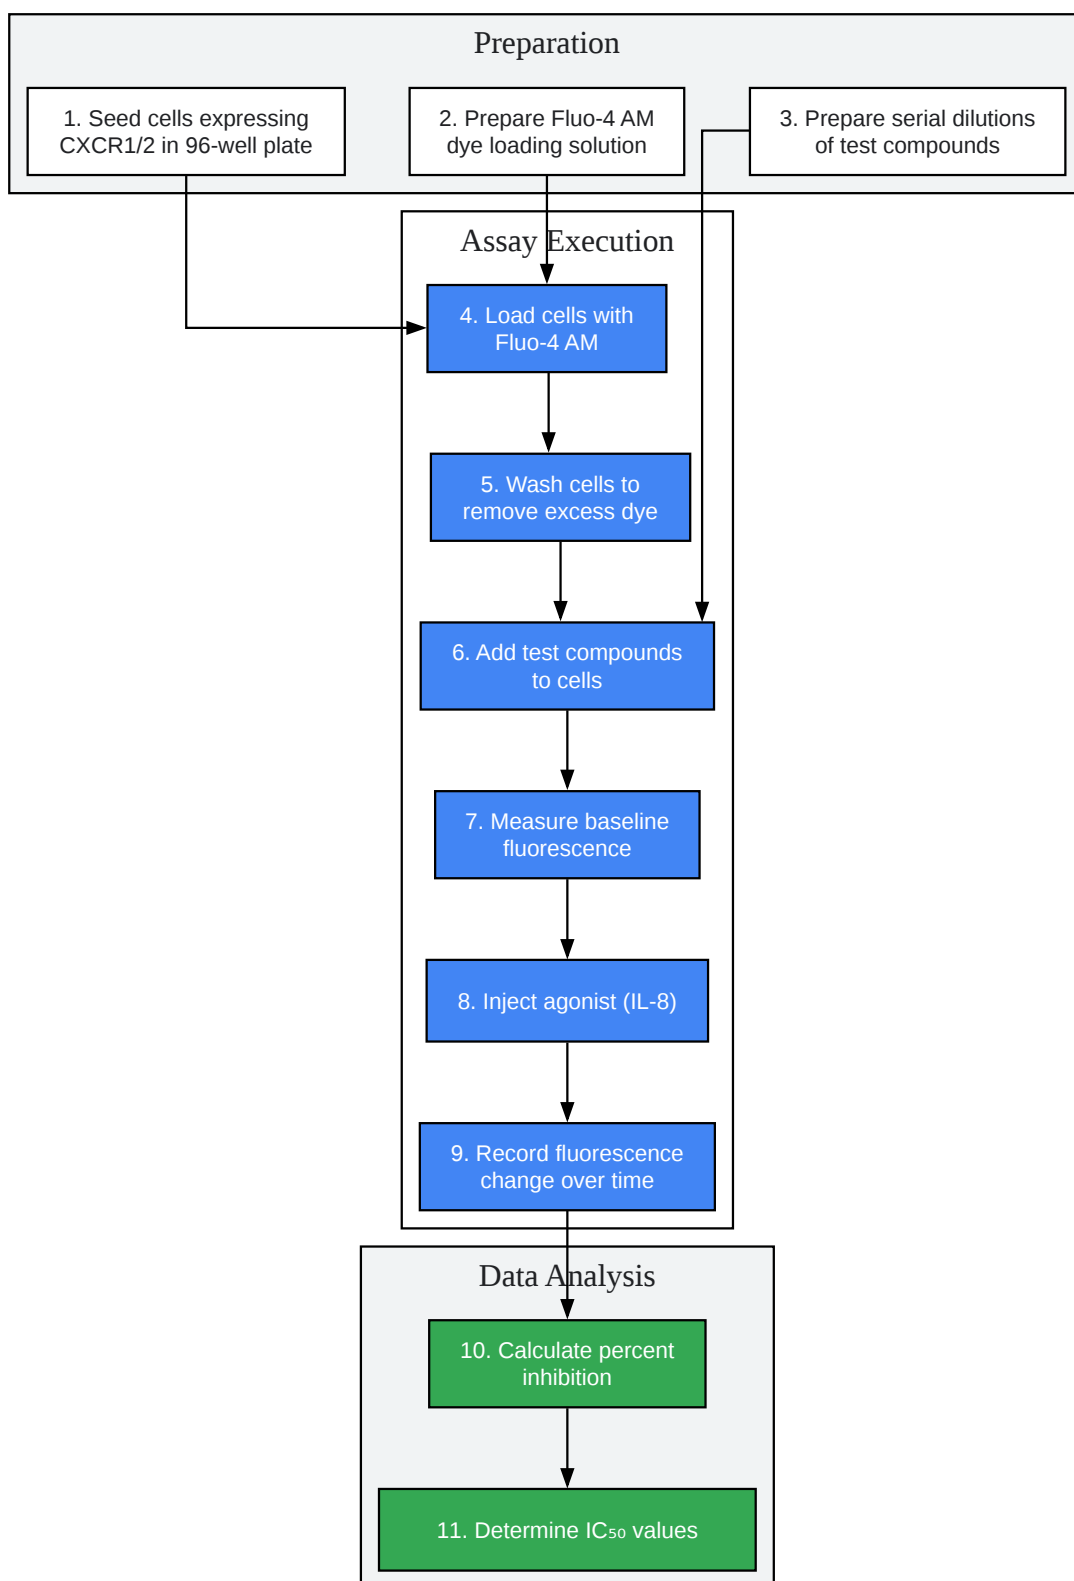 Preparation
1. Seed cells expressing
CXCR1/2 in 96-well plate
2. Prepare Fluo-4 AM
dye loading solution
3. Prepare serial dilutions
of test compounds
Assay Execution
4. Load cells with
Fluo-4 AM
5. Wash cells to
remove excess dye
6. Add test compounds
to cells
7. Measure baseline
fluorescence
8. Inject agonist (IL-8)
9. Record fluorescence
change over time
Data Analysis
10. Calculate percent
inhibition
11. Determine IC₅₀ values